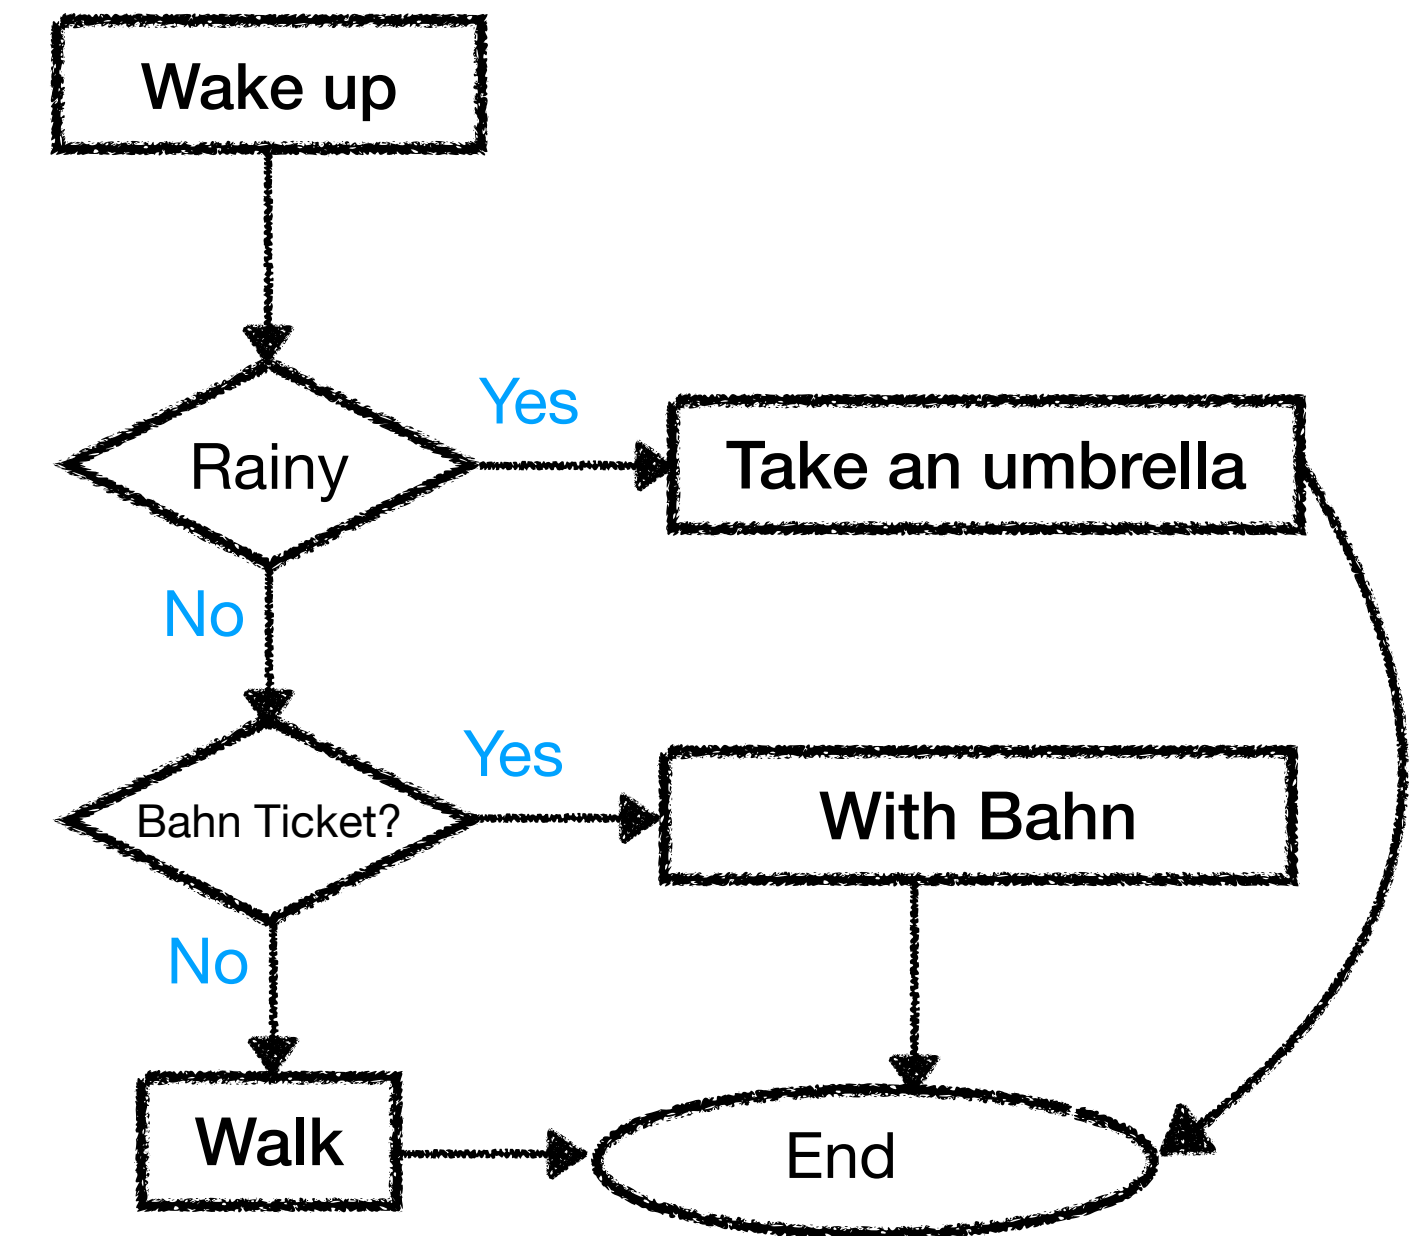 Wake up
Yes
Rainy
Take an umbrella
No
Yes
Bahn Ticket?
With Bahn
No
Walk
End